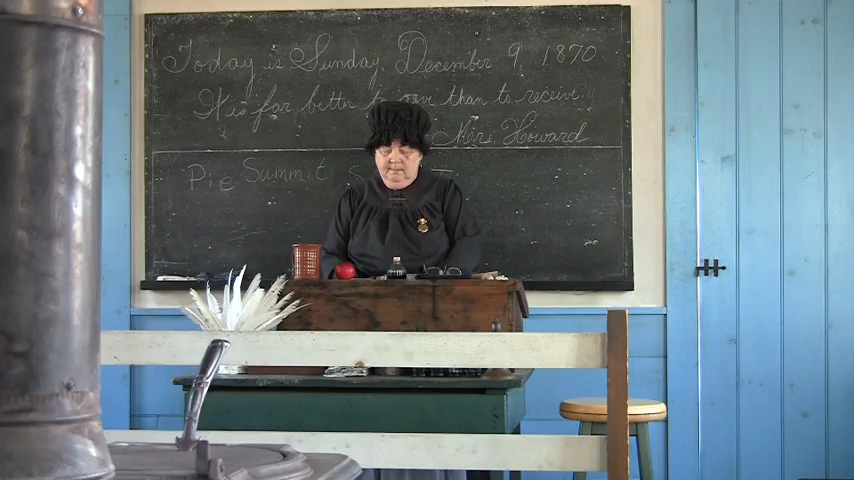 Today is Sunday, December 9, 1870
It is far better to give than to receive.
Mrs. Howard
Pie Summit S